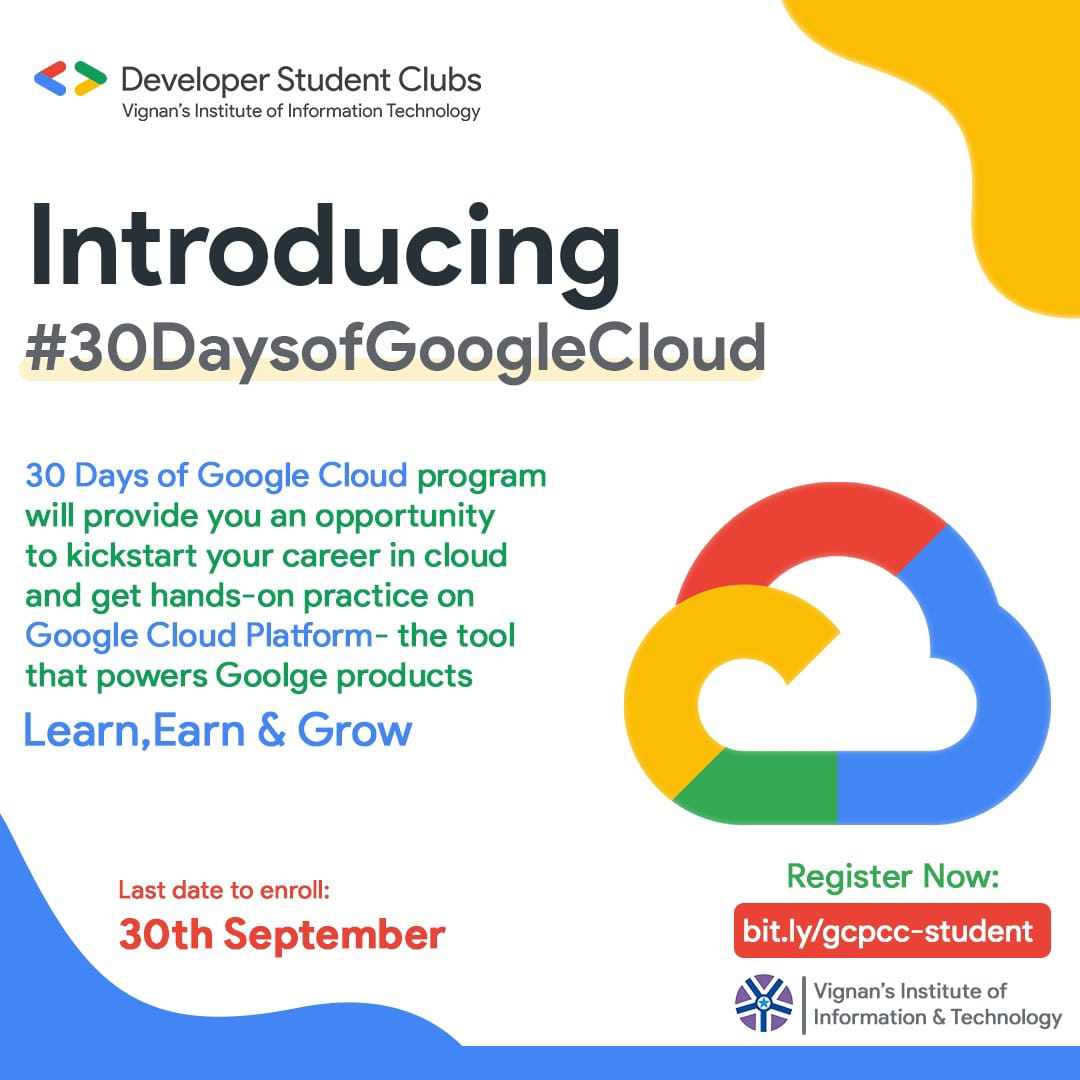 Developer Student Clubs
Vignan's Institute of Information Technology
Introducing
#30DaysofGoogleCloud
30 Days of Google Cloud program
will provide you an opportunity
to kickstart your career in cloud
and get hands-on practice on
Google Cloud Platform- the tool
that powers Goolge products
Learn,Earn & Grow
Last date to enroll:
30th September
Register Now:
bit.ly/gcpcc-student
Vignan's Institute of
Information & Technology